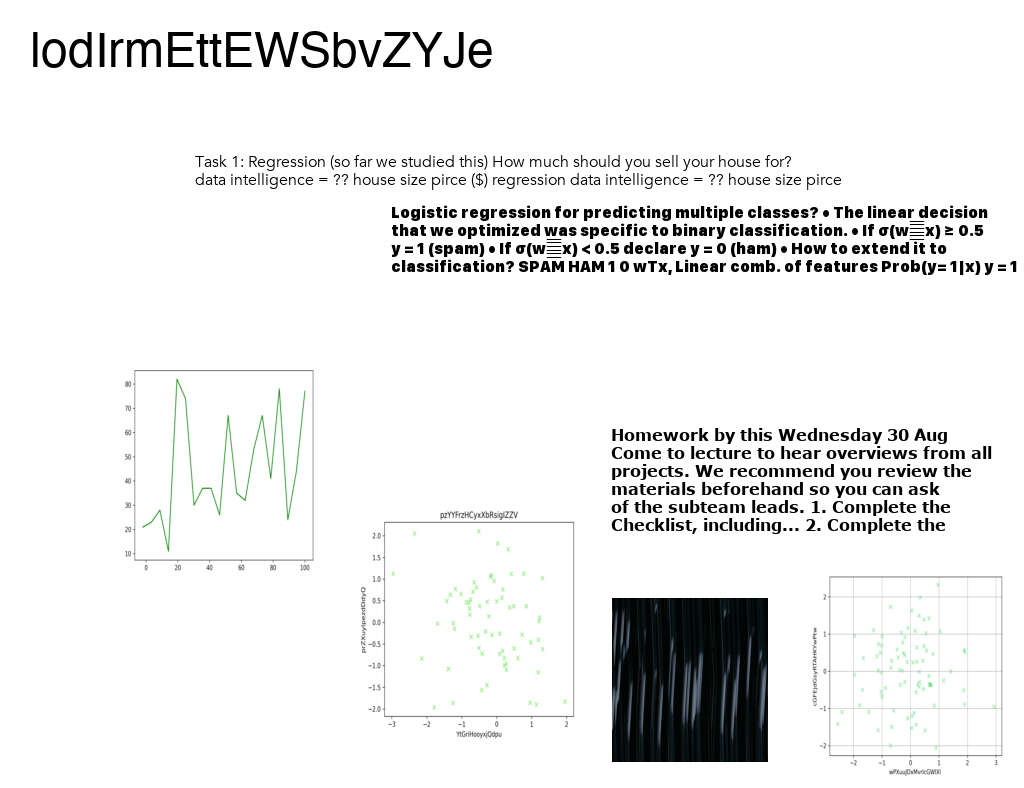 lodIrmEttEWSbvZYJe
Task 1: Regression (so far we studied this) How much should you sell your house for?
data intelligence = ?? house size pirce ($) regression data intelligence = ?? house size pirce
Logistic regression for predicting multiple classes? • The linear decision
that we optimized was specific to binary classification. • If σ(w x) ≥ 0.5
y = 1 (spam) • If σ(w x) < 0.5 declare y = 0 (ham) • How to extend it to
classification? SPAM HAM 1 0 wTx, Linear comb. of features Prob(y=1|x) y = 1
80
70
60
50
40
30
20
10
0 20 40 60 80 100
Homework by this Wednesday 30 Aug
Come to lecture to hear overviews from all
projects. We recommend you review the
materials beforehand so you can ask
of the subteam leads. 1. Complete the
Checklist, including... 2. Complete the
2.0
1.5
1.0
0.5
0.0
−0.5
−1.0
−1.5
−2.0
−3 −2 −1 0 1 2
2
1
0
−1
−2
−2 −1 0 1 2 3